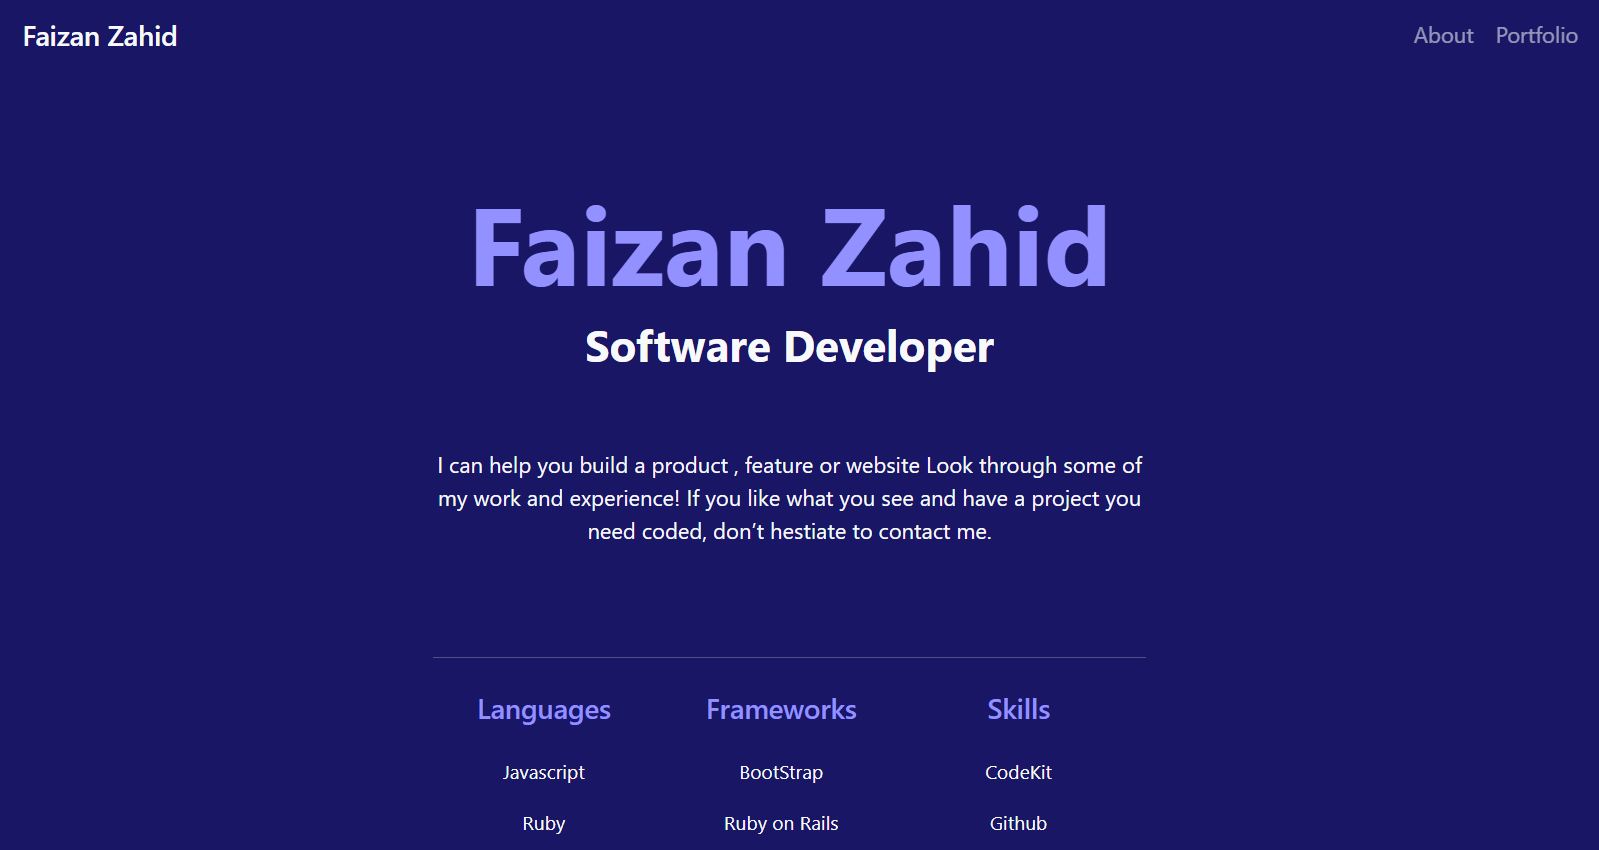 Faizan Zahid
About Portfolio
Faizan Zahid
Software Developer
I can help you build a product , feature or website Look through some of
my work and experience! If you like what you see and have a project you
need coded, don’t hestiate to contact me.
Languages Frameworks Skills
Javascript BootStrap CodeKit
Ruby Ruby on Rails Github